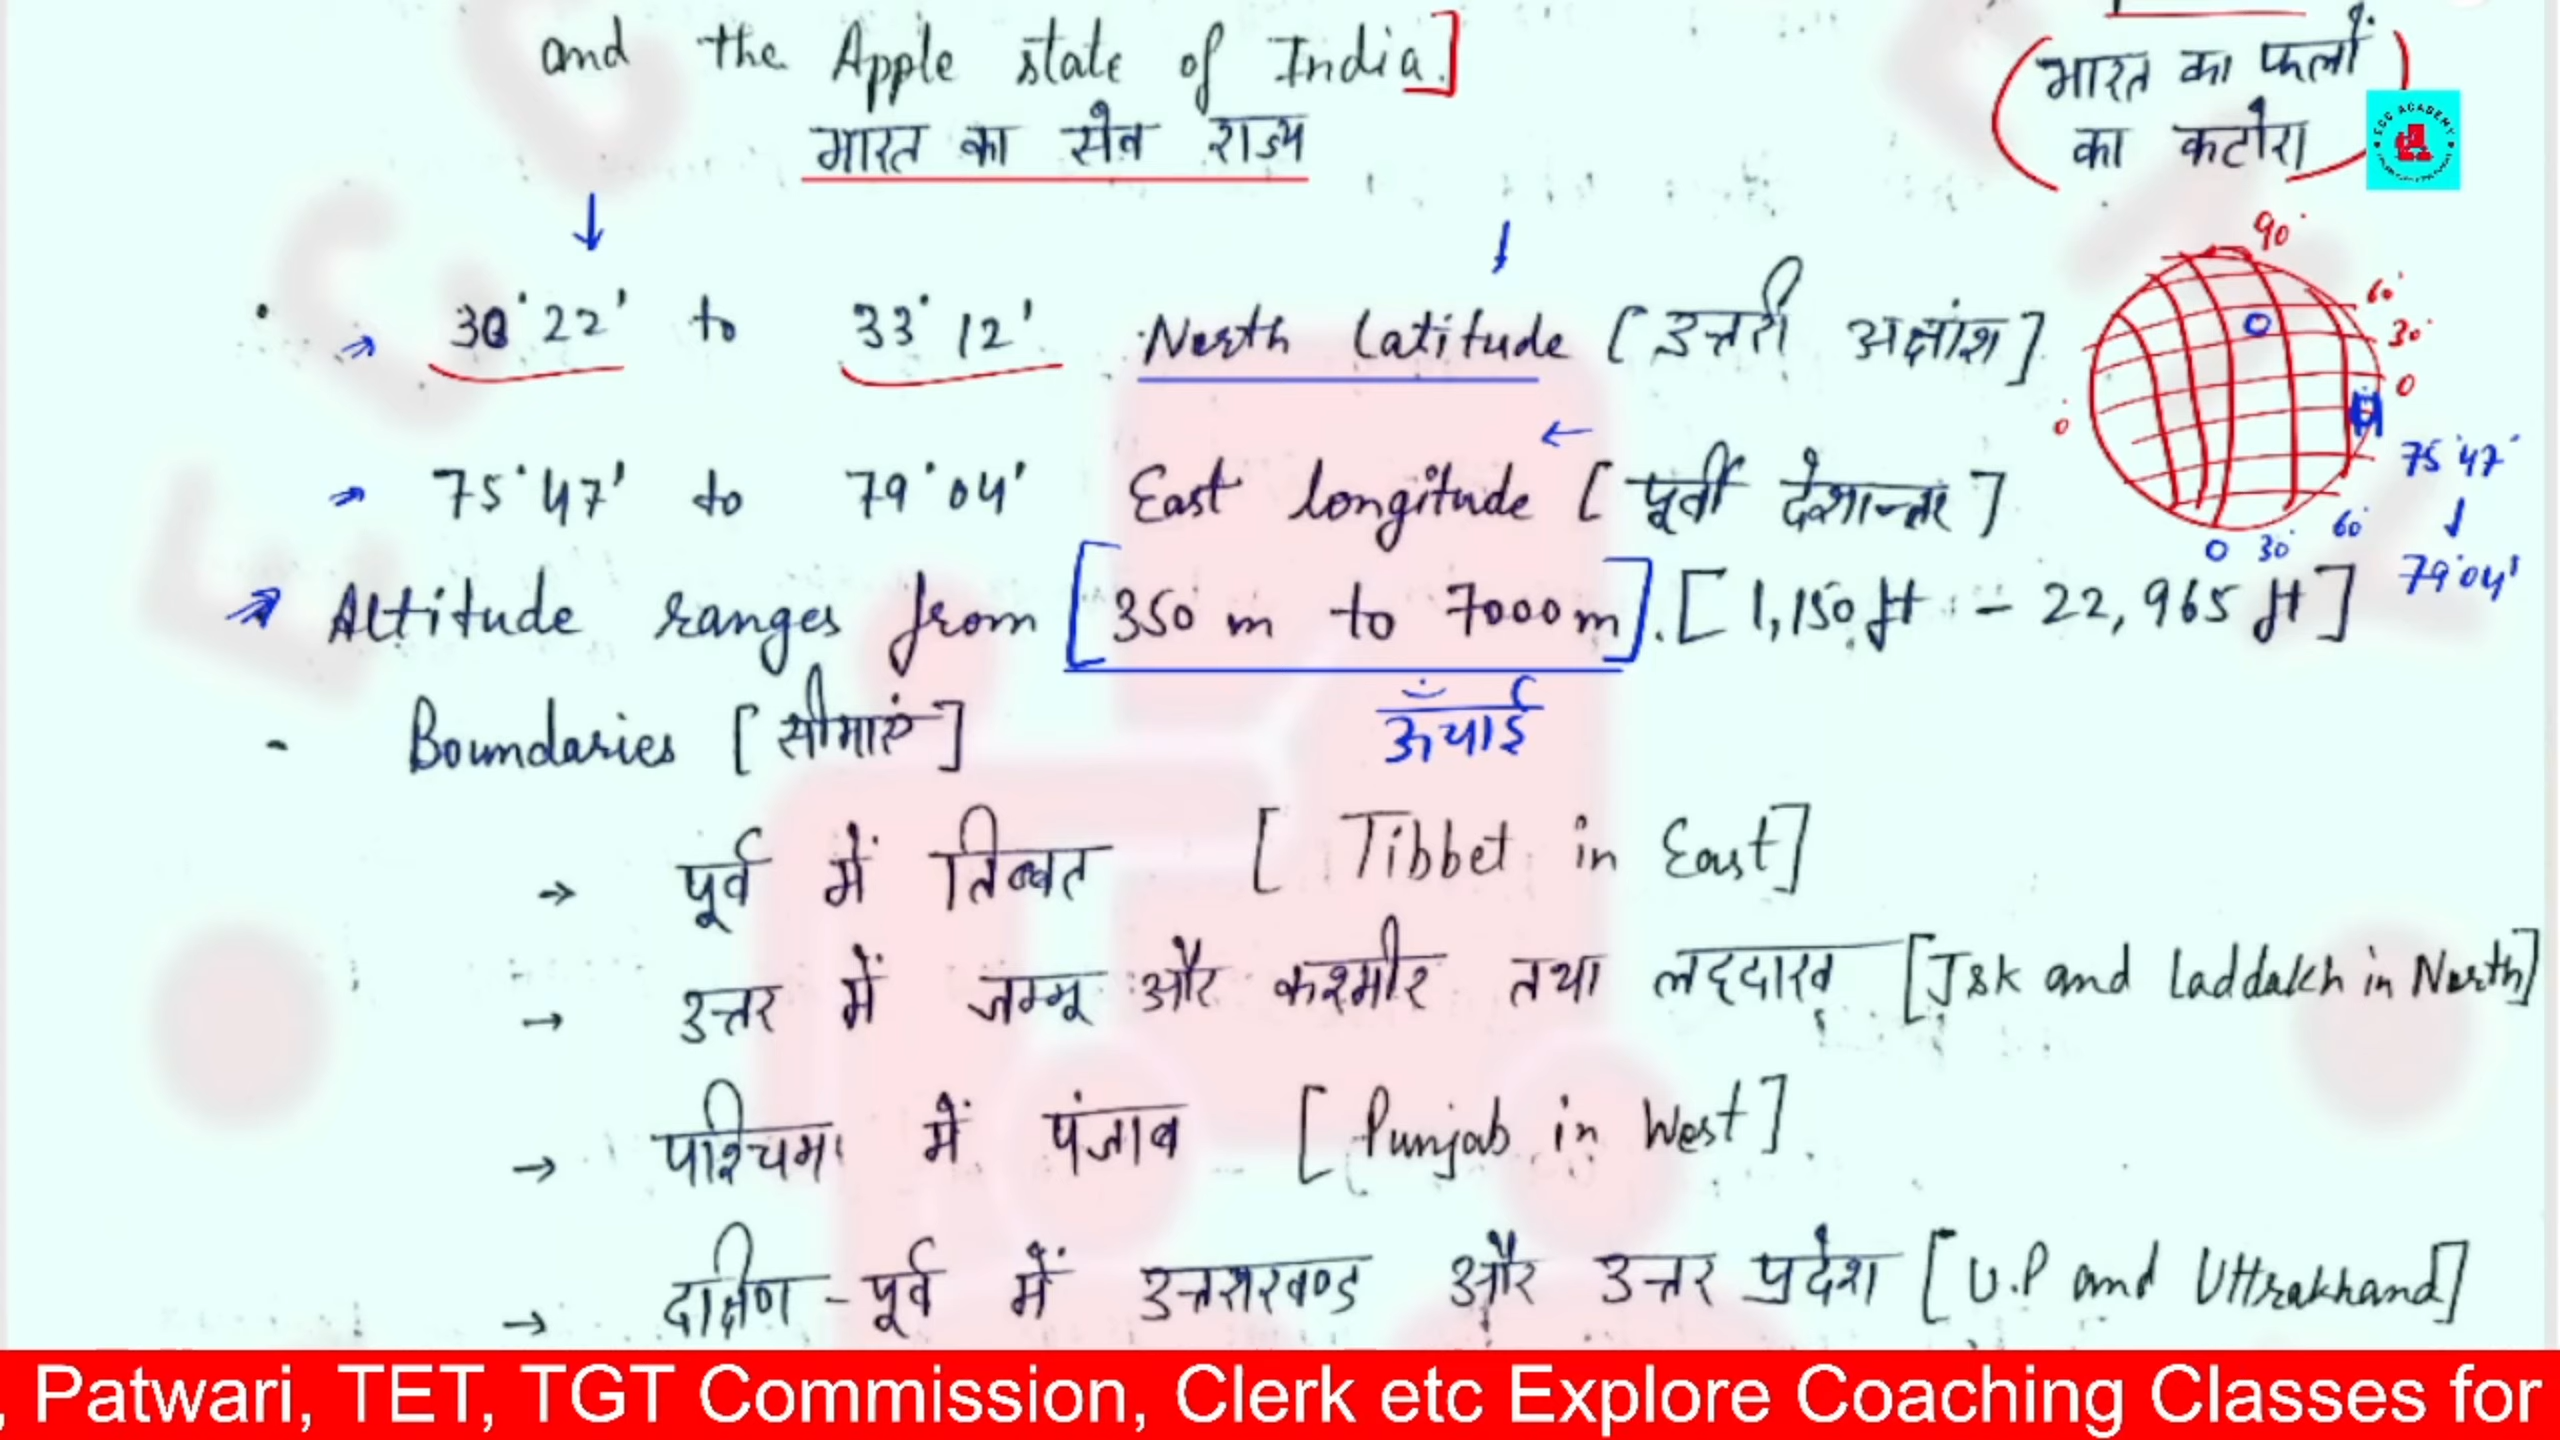 and the Apple state of India.]
भारत का सेब राज्य
(भारत का फलों
का कटोरा)
ECC ACADEMY
90°
60°
30°
0
0°
• → 30°22' to 33°12' North Latitude [उत्तरी अक्षांश]
→ 75°47' to 79°04' East longitude [पूर्वी देशान्तर]
75°47'
↓
79°04'
0 30° 60°
→ Altitude ranges from [350 m to 7000 m]. [1,150 ft - 22,965 ft]
ऊँचाई
- Boundaries [सीमाएं]
→ पूर्व में तिब्बत [Tibbet in East]
→ उत्तर में जम्मू और कश्मीर तथा लद्दाख [J&k and Laddakh in North]
→ पश्चिम में पंजाब [Punjab in West].
→ दक्षिण-पूर्व में उत्तराखण्ड और उत्तर प्रदेश [U.P and Uttrakhand]
, Patwari, TET, TGT Commission, Clerk etc Explore Coaching Classes for